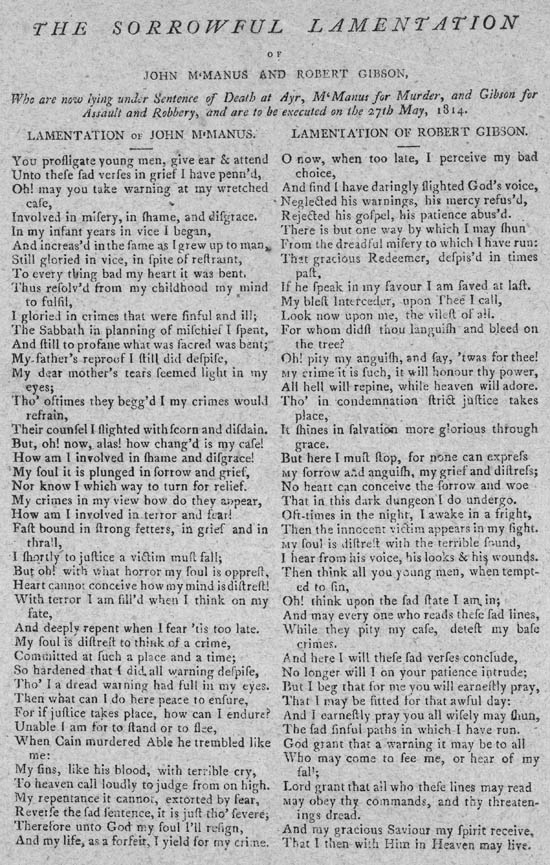 THE SORROWFUL LAMENTATION
OF
JOHN M‘MANUS AND ROBERT GIBSON,
Who are now lying under Sentence of Death at Ayr, M‘Manus for Murder, and Gibson for
Aſſault and Robbery, and are to be executed on the 27th May, 1814.
LAMENTATION OF JOHN M‘MANUS.
YOU profligate young men, give ear & attend
Unto theſe ſad verſes in grief I have penn'd,
Oh! may you take warning at my wretched
caſe,
Involved in miſery, in ſhame, and diſgrace.
In my infant years in vice I began,
And increas'd in the ſame as I grew up to man,
Still gloried in vice, in ſpite of reſtraint,
To every thing bad my heart it was bent.
Thus reſolv'd from my childhood my mind
to fulfil,
I gloried in crimes that were ſinful and ill;
The Sabbath in planning of miſchief I ſpent,
And ſtill to profane what was ſacred was bent;
My father's reproof I ſtill did deſpiſe,
My dear mother's tears ſeemed light in my
eyes;
Tho' oftimes they begg'd I my crimes would
refrain,
Their counſel I ſlighted with ſcorn and diſdain.
But, oh! now, alas! how chang'd is my caſe!
How am I involved in ſhame and diſgrace!
My ſoul it is plunged in ſorrow and grief,
Nor know I which way to turn for relief.
My crimes in my view how do they appear,
How am I involved in terror and fear!
Faſt bound in ſtrong fetters, in grief and in
thrall,
I ſhortly to juſtice a victim muſt fall;
But oh! with what horror my ſoul is oppreſt,
Heart cannot conceive how my mind is diſtreſt!
With terror I am fill'd when I think on my
fate,
And deeply repent when I fear 'tis too late.
My ſoul is diſtreſt to think of a crime,
Committed at ſuch a place and a time;
So hardened that I did all warning deſpiſe,
Tho' I a dread warning had full in my eyes.
Then what can I do here peace to enſure,
For if juſtice takes place, how can I endure?
Unable I am for to ſtand or to flee,
When Cain murdered Able he trembled like
me:
My ſins, like his blood, with terrible cry,
To heaven call loudly to judge from on high.
My repentance it cannot, extorted by fear,
Reverſe the ſad ſentence, it is juſt tho' ſevere;
Therefore unto God my ſoul I'll reſign,
And my life, as a forfeit, I yield for my crime.
LAMENTATION OF ROBERT GIBSON.
O now, when too late, I perceive my bad
choice,
And find I have daringly ſlighted God's voice,
Neglected his warnings, his mercy refus'd,
Rejected his goſpel, his patience abus'd.
There is but one way by which I may ſhun
From the dreadful miſery to which I have run:
That gracious Redeemer, deſpis'd in times
paſt,
If he ſpeak in my favour I am ſaved at laſt.
My bleſt Interceder, upon Thee I call,
Look now upon me, the vileſt of all.
For whom didſt thou languiſh and bleed on
the tree?
Oh! pity my anguiſh, and ſay, 'twas for thee!
My crime it is ſuch, it will honour thy power,
All hell will repine, while heaven will adore.
Tho' in condemnation ſtrict juſtice takes
place,
It ſhines in ſalvation more glorious through
grace.
But here I muſt ſtop, for none can expreſs
My ſorrow and anguiſh, my grief and diſtreſs;
No heart can conceive the ſorrow and woe
That in this dark dungeon I do undergo.
Oft-times in the night, I awake in a fright,
Then the innocent victim appears in my ſight.
My ſoul is diſtreſt with the terrible ſound,
I hear from his voice, his looks & his wounds.
Then think all you young men, when tempt-
ed to ſin,
Oh! think upon the ſad ſtate I am in;
And may every one who reads theſe ſad lines,
While they pity my caſe, deteſt my baſe
crimes.
And here I will theſe ſad verſes conclude,
No longer will I on your patience intrude;
But I beg that for me you will earneſtly pray,
That I may be fitted for that awful day:
And I earneſtly pray you all wiſely may ſhun,
The ſad ſinful paths in which I have run.
God grant that a warning it may be to all
Who may come to ſee me, or hear of my
fal';
Lord grant that all who theſe lines may read
May obey thy commands, and thy threaten-
ings dread.
And my gracious Saviour my ſpirit receive,
That I then with Him in Heaven may live.